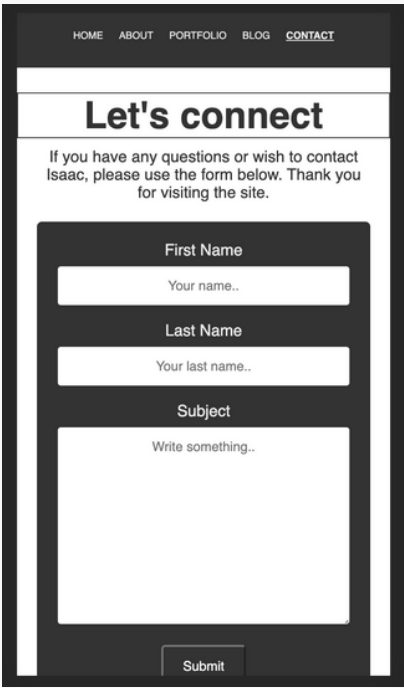 HOME ABOUT PORTFOLIO BLOG CONTACT
Let's connect
If you have any questions or wish to contact
Isaac, please use the form below. Thank you
for visiting the site.
First Name
Your name..
Last Name
Your last name..
Subject
Write something..
Submit